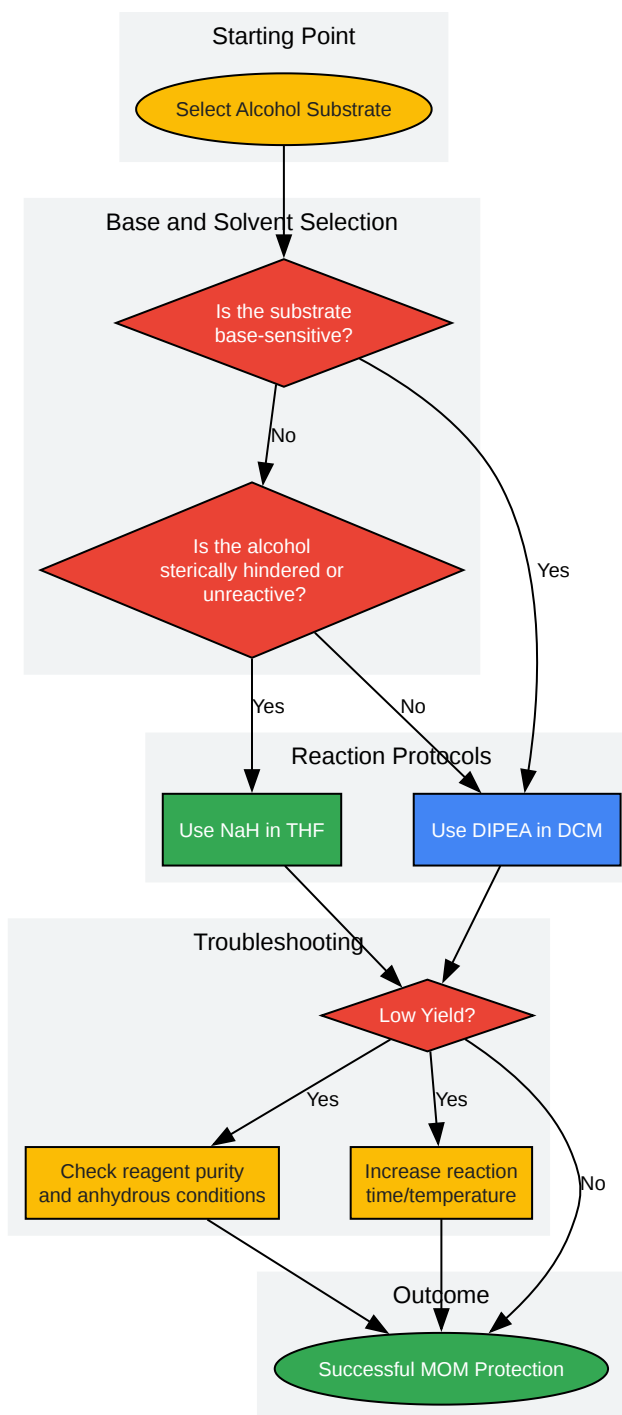 Starting Point
Select Alcohol Substrate
Base and Solvent Selection
Is the substrate
base-sensitive?
No
Is the alcohol
sterically hindered or
unreactive?
Yes
Yes
No
Reaction Protocols
Use NaH in THF
Use DIPEA in DCM
Troubleshooting
Low Yield?
Yes
Yes
Check reagent purity
and anhydrous conditions
Increase reaction
time/temperature
No
Outcome
Successful MOM Protection